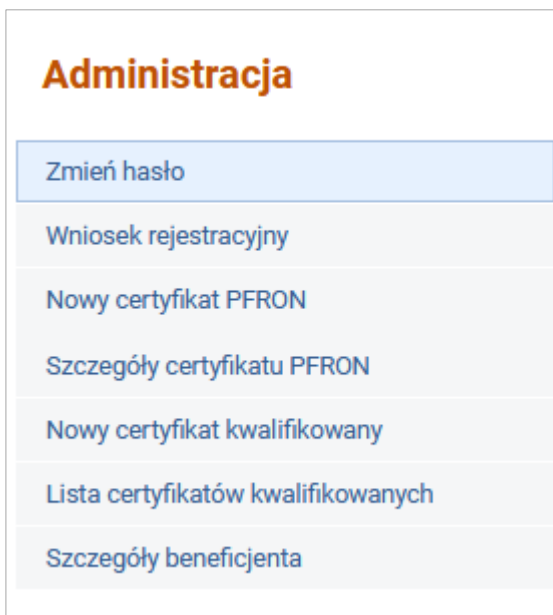 Administracja
Zmień hasło
Wniosek rejestracyjny
Nowy certyfikat PFRON
Szczegóły certyfikatu PFRON
Nowy certyfikat kwalifikowany
Lista certyfikatów kwalifikowanych
Szczegóły beneficjenta